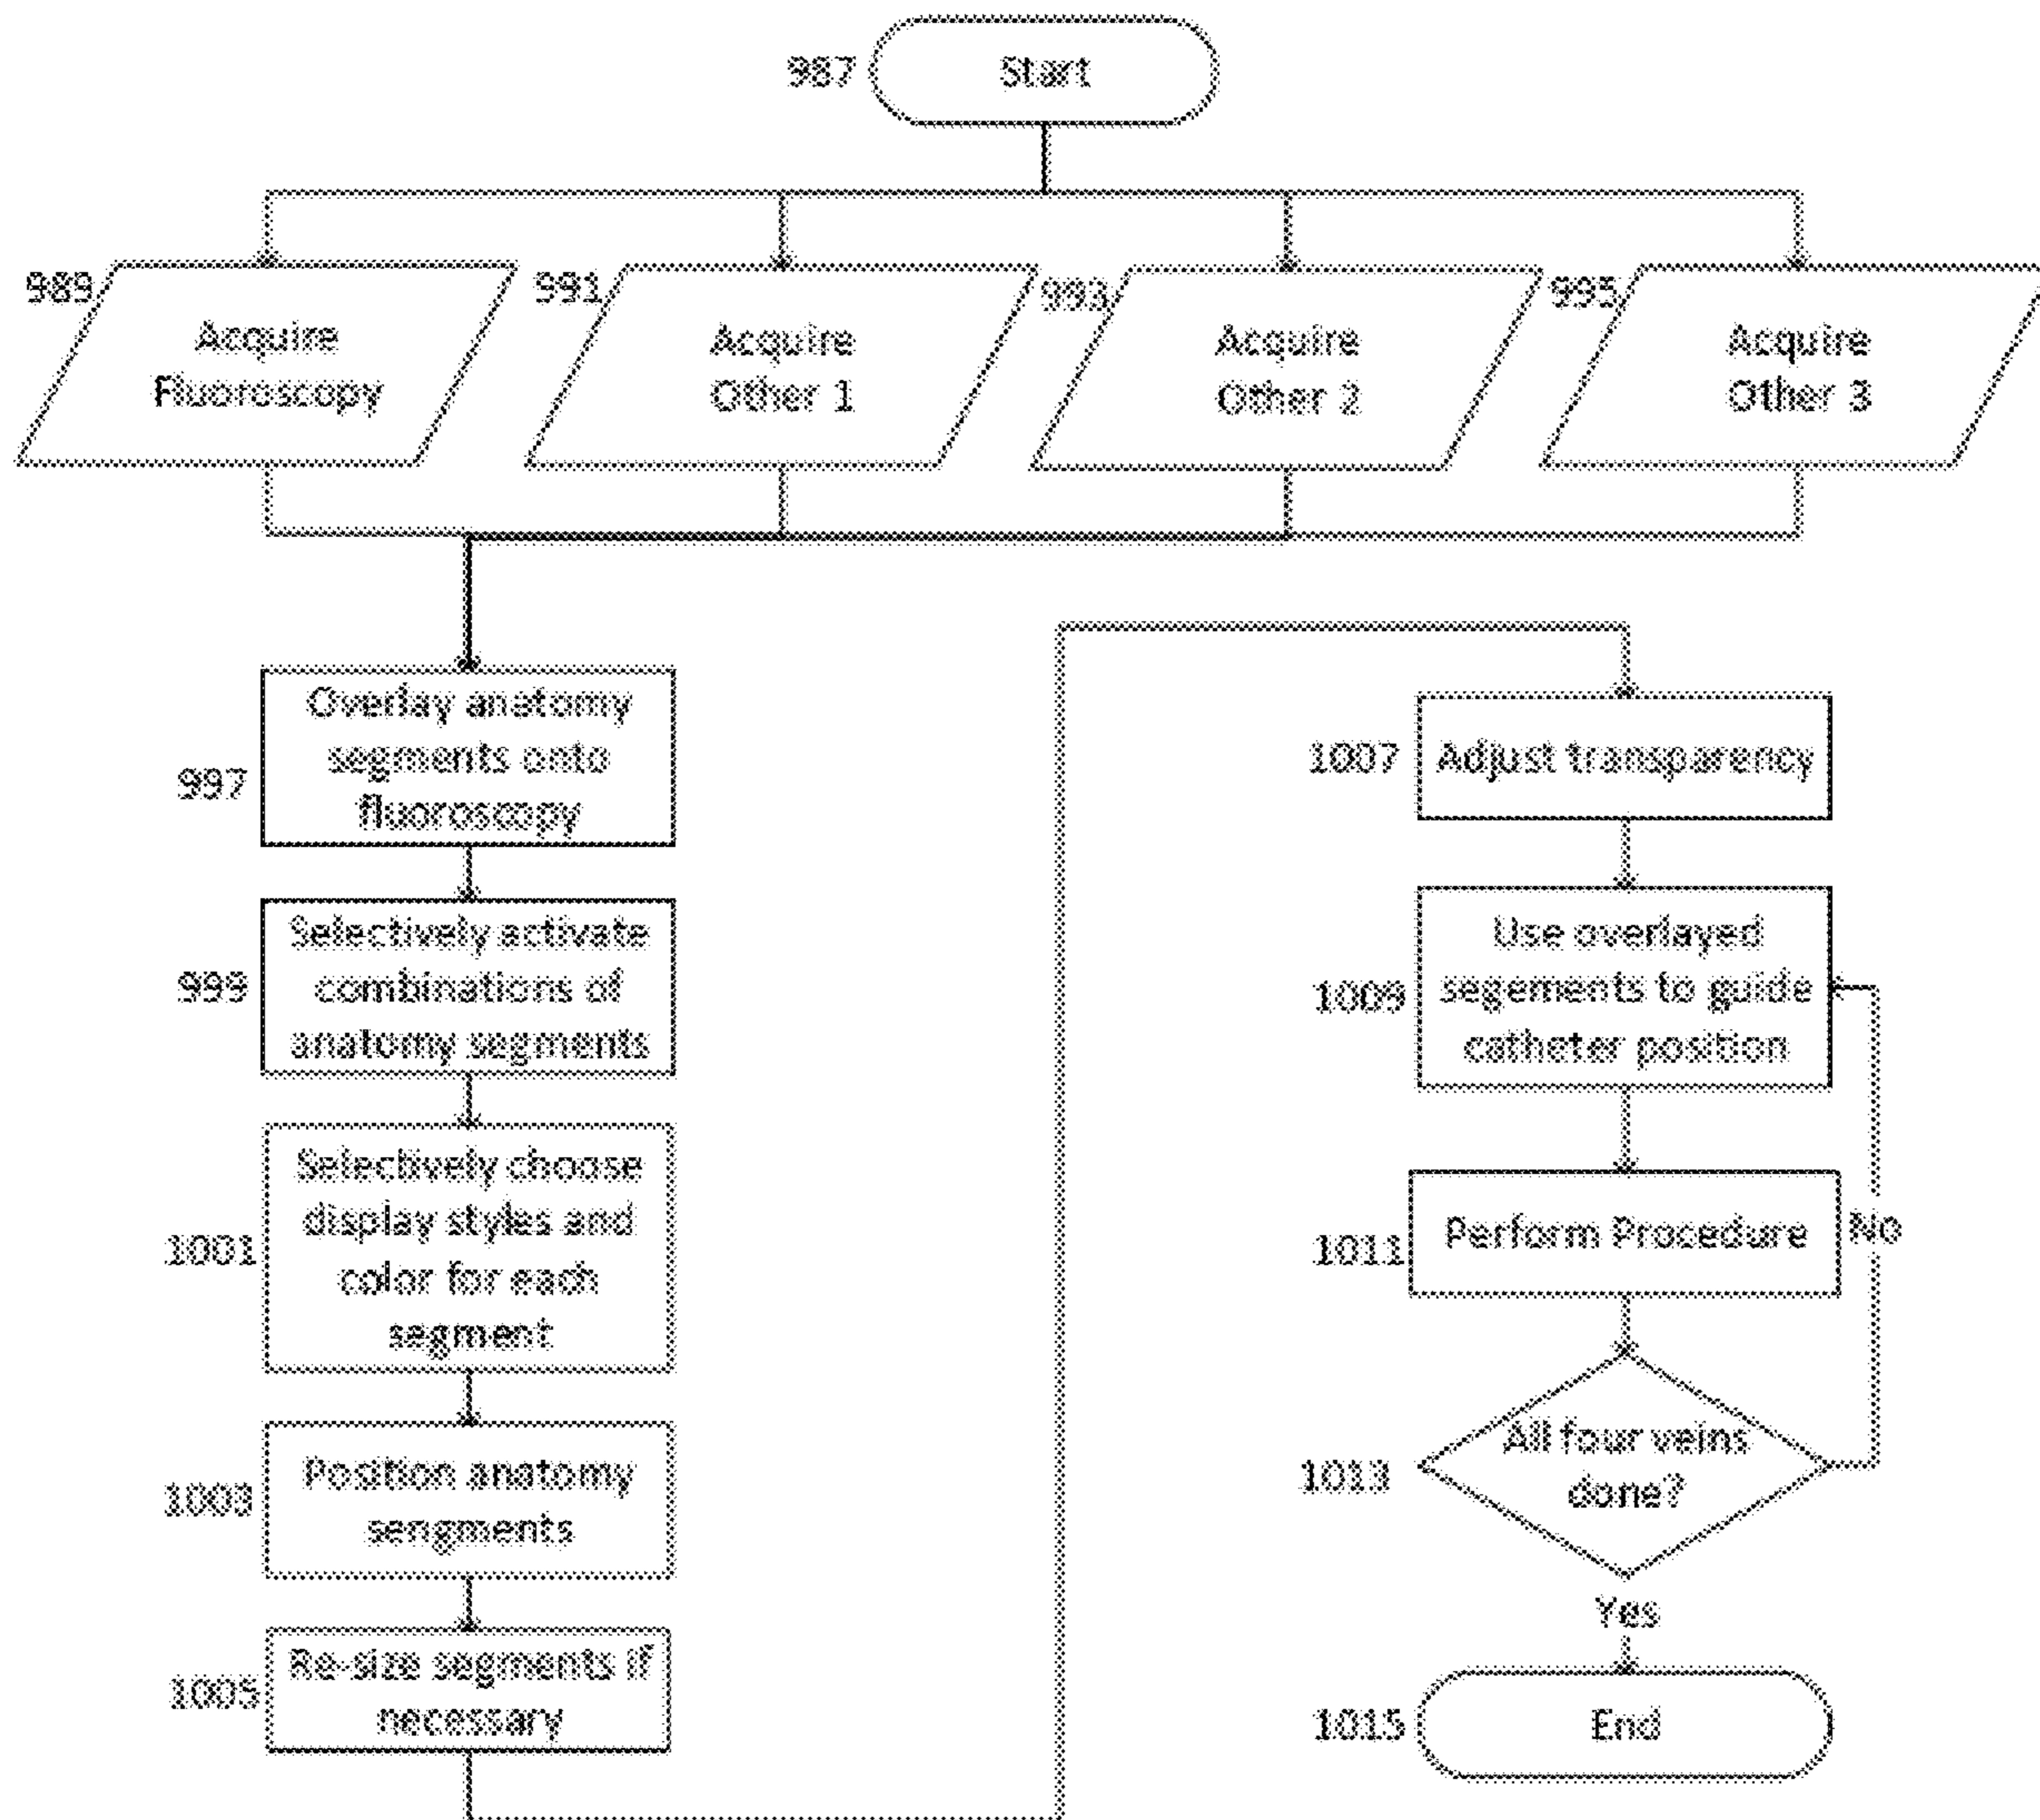 987
Start
989
Acquire
Fluoroscopy
991
Acquire
Other 1
993
Acquire
Other 2
995
Acquire
Other 3
997
Overlay anatomy
segments onto
fluoroscopy
999
Selectively activate
combinations of
anatomy segments
1001
Selectively choose
display styles and
color for each
segment
1003
Position anatomy
sengments
1005
Re-size segments if
necessary
1007
Adjust transparency
1009
Use overlayed
segements to guide
catheter position
1011
Perform Procedure
No
1013
All four veins
done?
Yes
1015
End